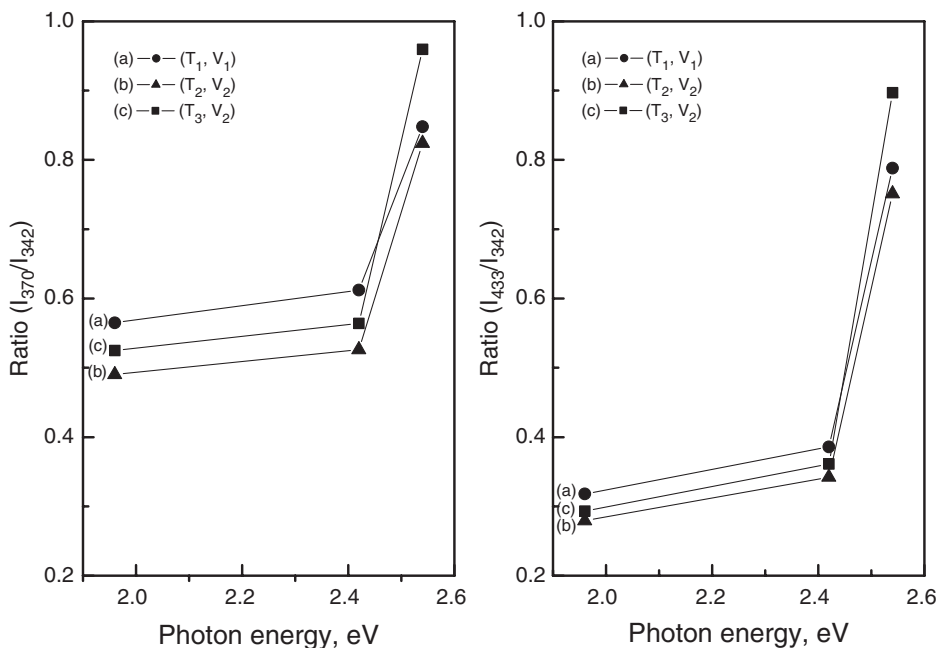 1.0
(a) (T1, V1)
(b) (T2, V2)
(c) (T3, V2)
0.8
0.6
0.4
0.2
Ratio (I370/I342)
(a)
(c)
(b)
2.0 2.2 2.4 2.6
Photon energy, eV
1.0
(a) (T1, V1)
(b) (T2, V2)
(c) (T3, V2)
0.8
0.6
0.4
0.2
Ratio (I433/I342)
(a)
(c)
(b)
2.0 2.2 2.4 2.6
Photon energy, eV